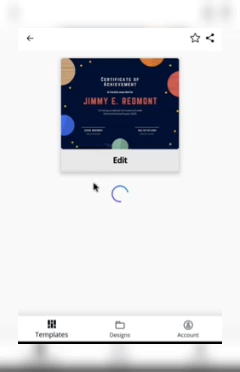 CERTIFICATE OF
ACHIEVEMENT
JIMMY E. REDMONT
Edit
Templates
Designs
Account